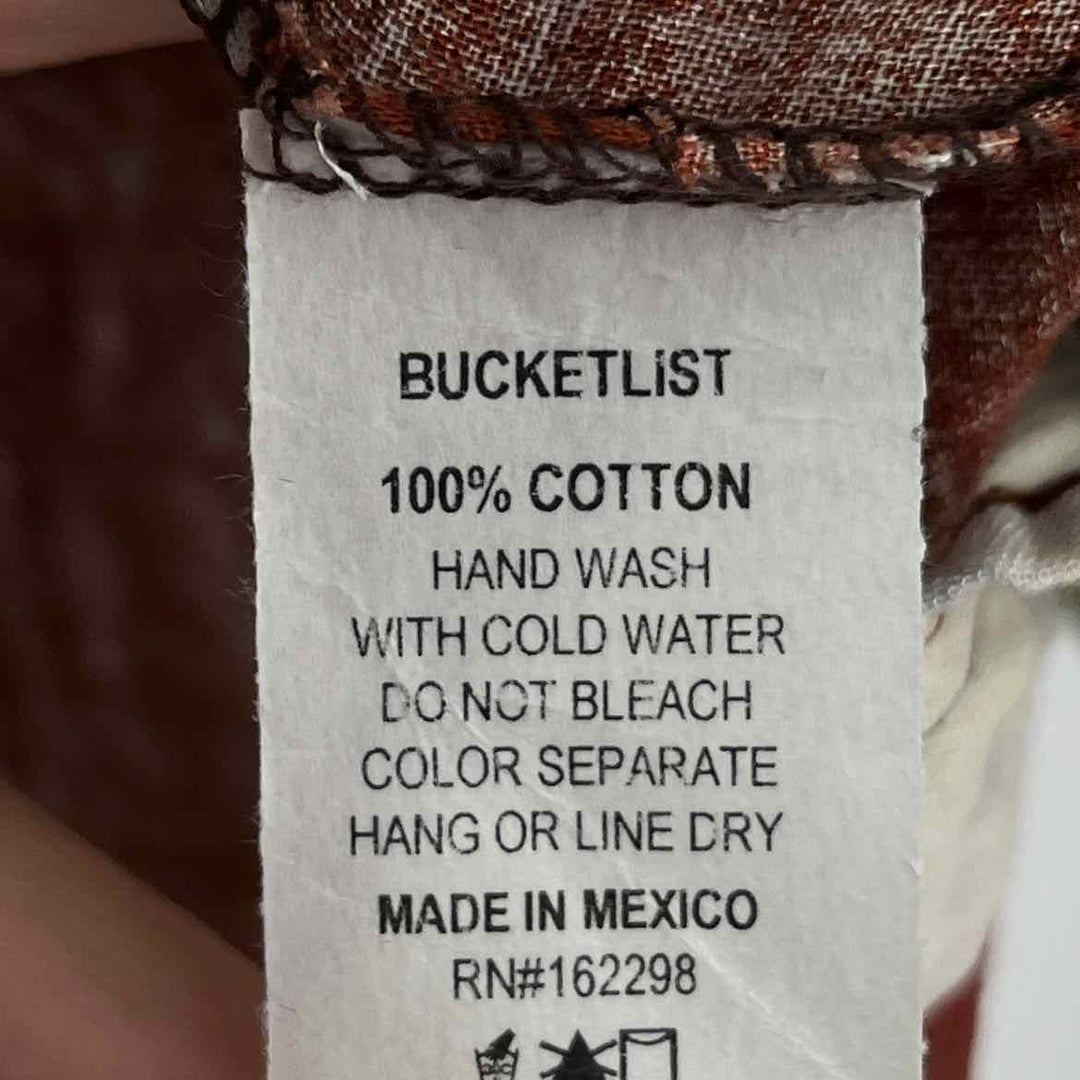 BUCKETLiST
100% COTTON
HAND WASH
WITH COLD WATER
DO NOT BLEACH
COLOR SEPARATE
HANG OR LINE DRY
MADE IN MEXICO
RN#162298